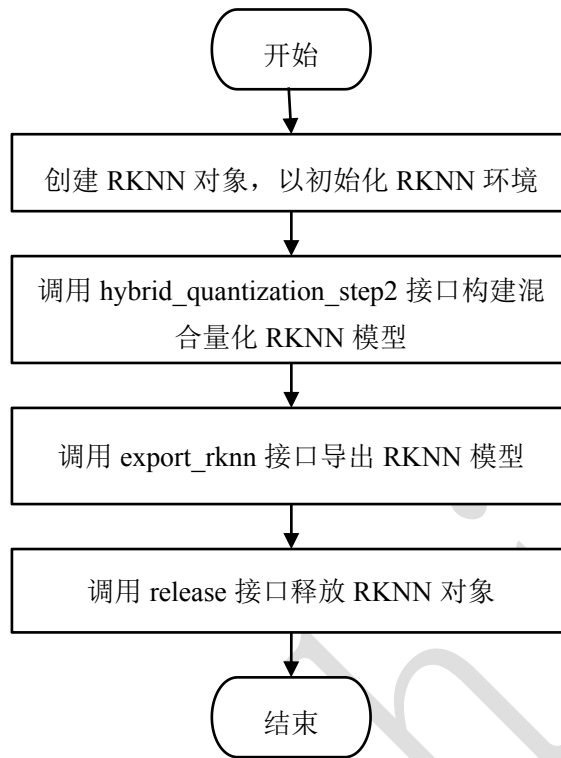 开始
创建 RKNN 对象，以初始化 RKNN 环境
调用 hybrid_quantization_step2 接口构建混
合量化 RKNN 模型
调用 export_rknn 接口导出 RKNN 模型
调用 release 接口释放 RKNN 对象
结束